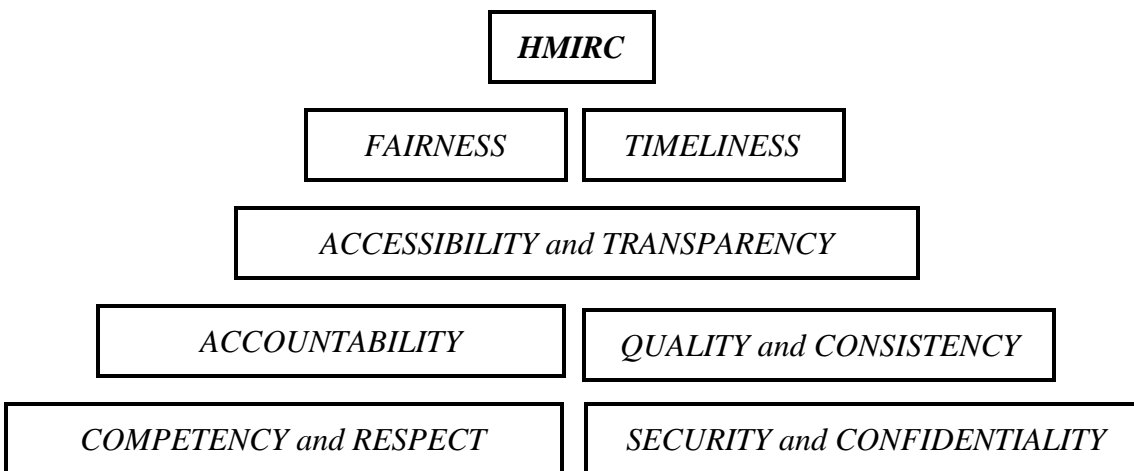 HMIRC
FAIRNESS
TIMELINESS
ACCESSIBILITY and TRANSPARENCY
ACCOUNTABILITY
QUALITY and CONSISTENCY
COMPETENCY and RESPECT
SECURITY and CONFIDENTIALITY